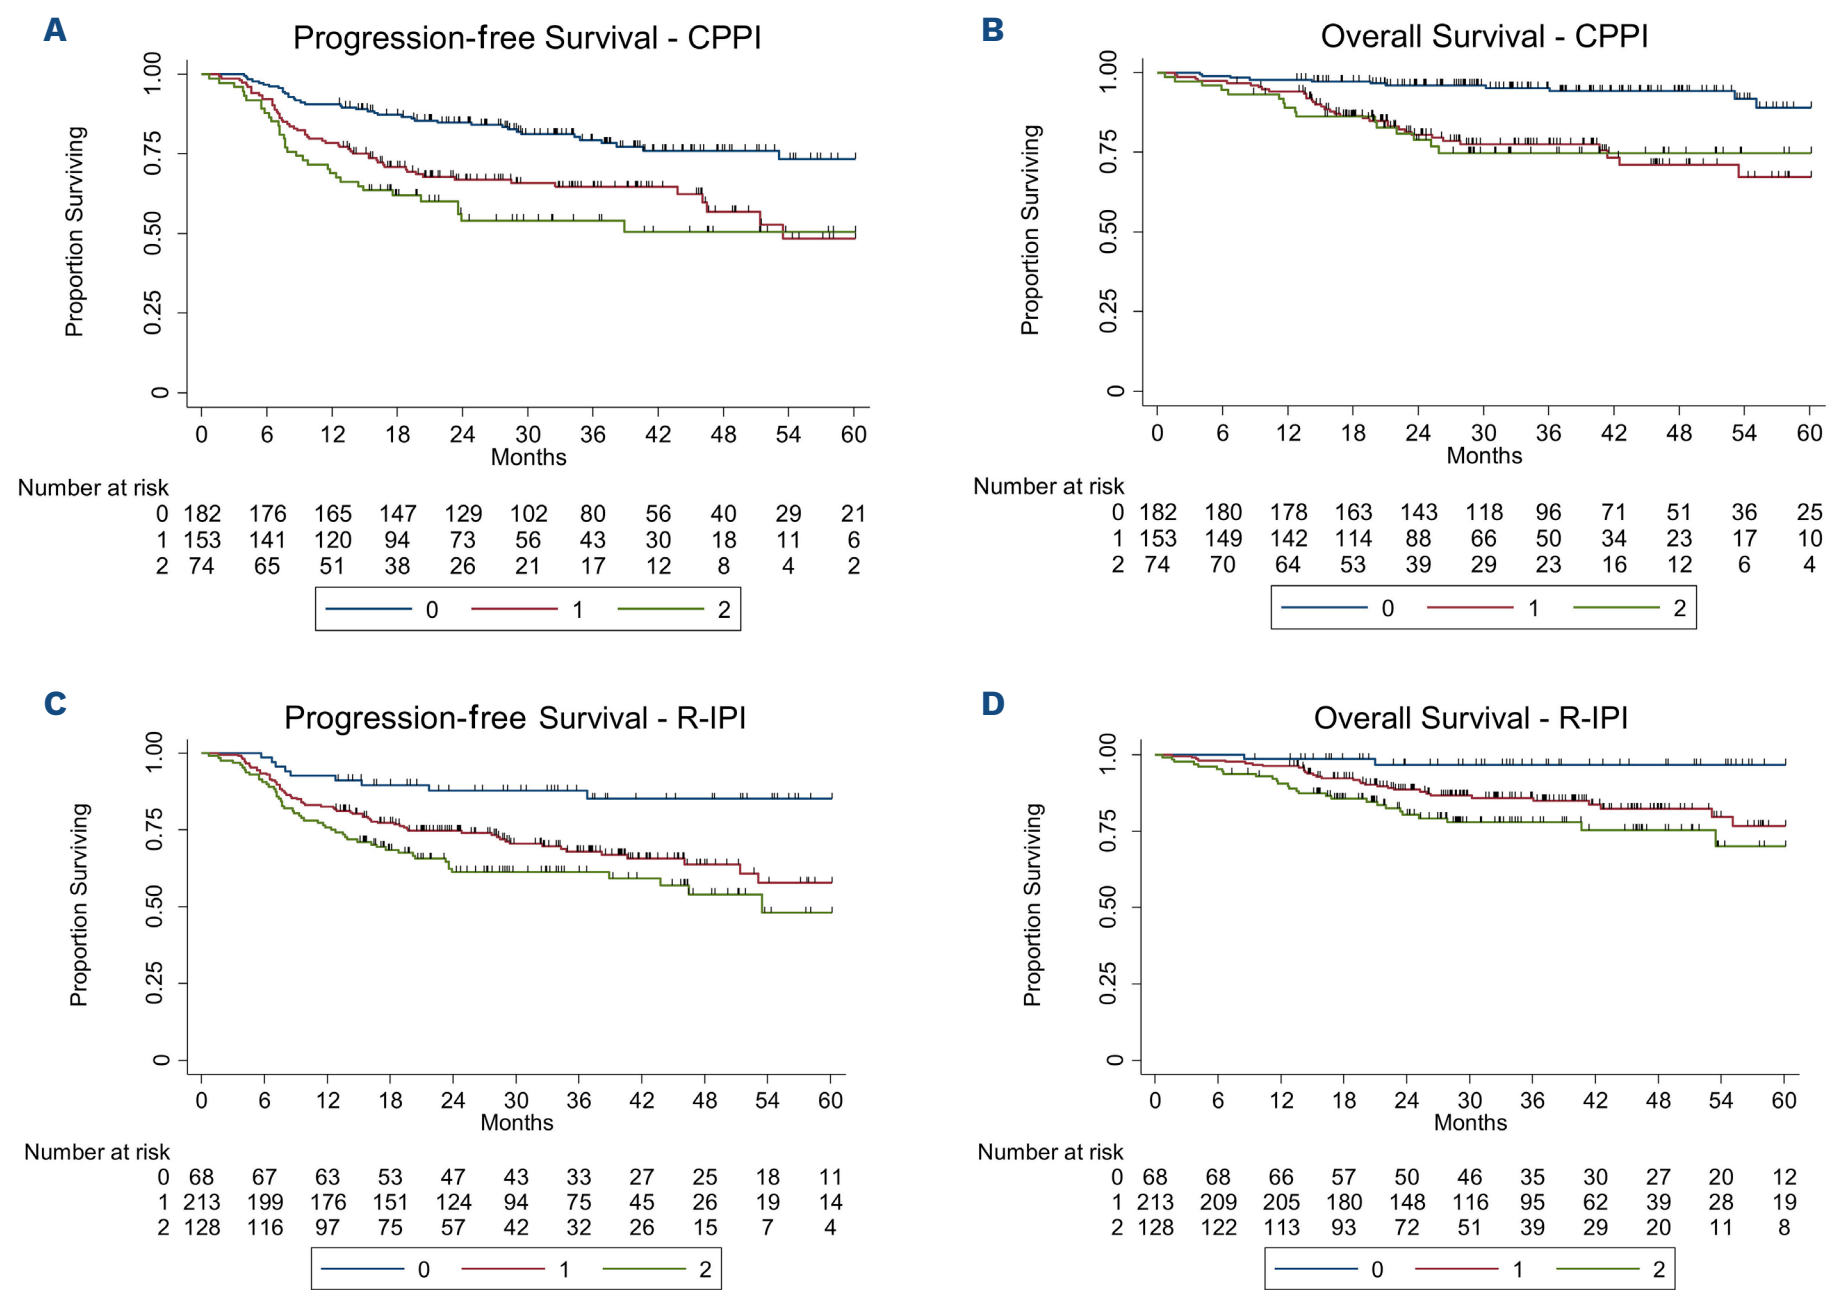 A
Progression-free Survival - CPPI
Proportion Surviving
1.00
0.75
0.50
0.25
0
0 6 12 18 24 30 36 42 48 54 60
Months
Number at risk
0 182 176 165 147 129 102 80 56 40 29 21
1 153 141 120 94 73 56 43 30 18 11 6
2 74 65 51 38 26 21 17 12 8 4 2
0 1 2
B
Overall Survival - CPPI
Proportion Surviving
1.00
0.75
0.50
0.25
0
0 6 12 18 24 30 36 42 48 54 60
Months
Number at risk
0 182 180 178 163 143 118 96 71 51 36 25
1 153 149 142 114 88 66 50 34 23 17 10
2 74 70 64 53 39 29 23 16 12 6 4
0 1 2
C
Progression-free Survival - R-IPI
Proportion Surviving
1.00
0.75
0.50
0.25
0
0 6 12 18 24 30 36 42 48 54 60
Months
Number at risk
0 68 67 63 53 47 43 33 27 25 18 11
1 213 199 176 151 124 94 75 45 26 19 14
2 128 116 97 75 57 42 32 26 15 7 4
0 1 2
D
Overall Survival - R-IPI
Proportion Surviving
1.00
0.75
0.50
0.25
0
0 6 12 18 24 30 36 42 48 54 60
Months
Number at risk
0 68 68 66 57 50 46 35 30 27 20 12
1 213 209 205 180 148 116 95 62 39 28 19
2 128 122 113 93 72 51 39 29 20 11 8
0 1 2